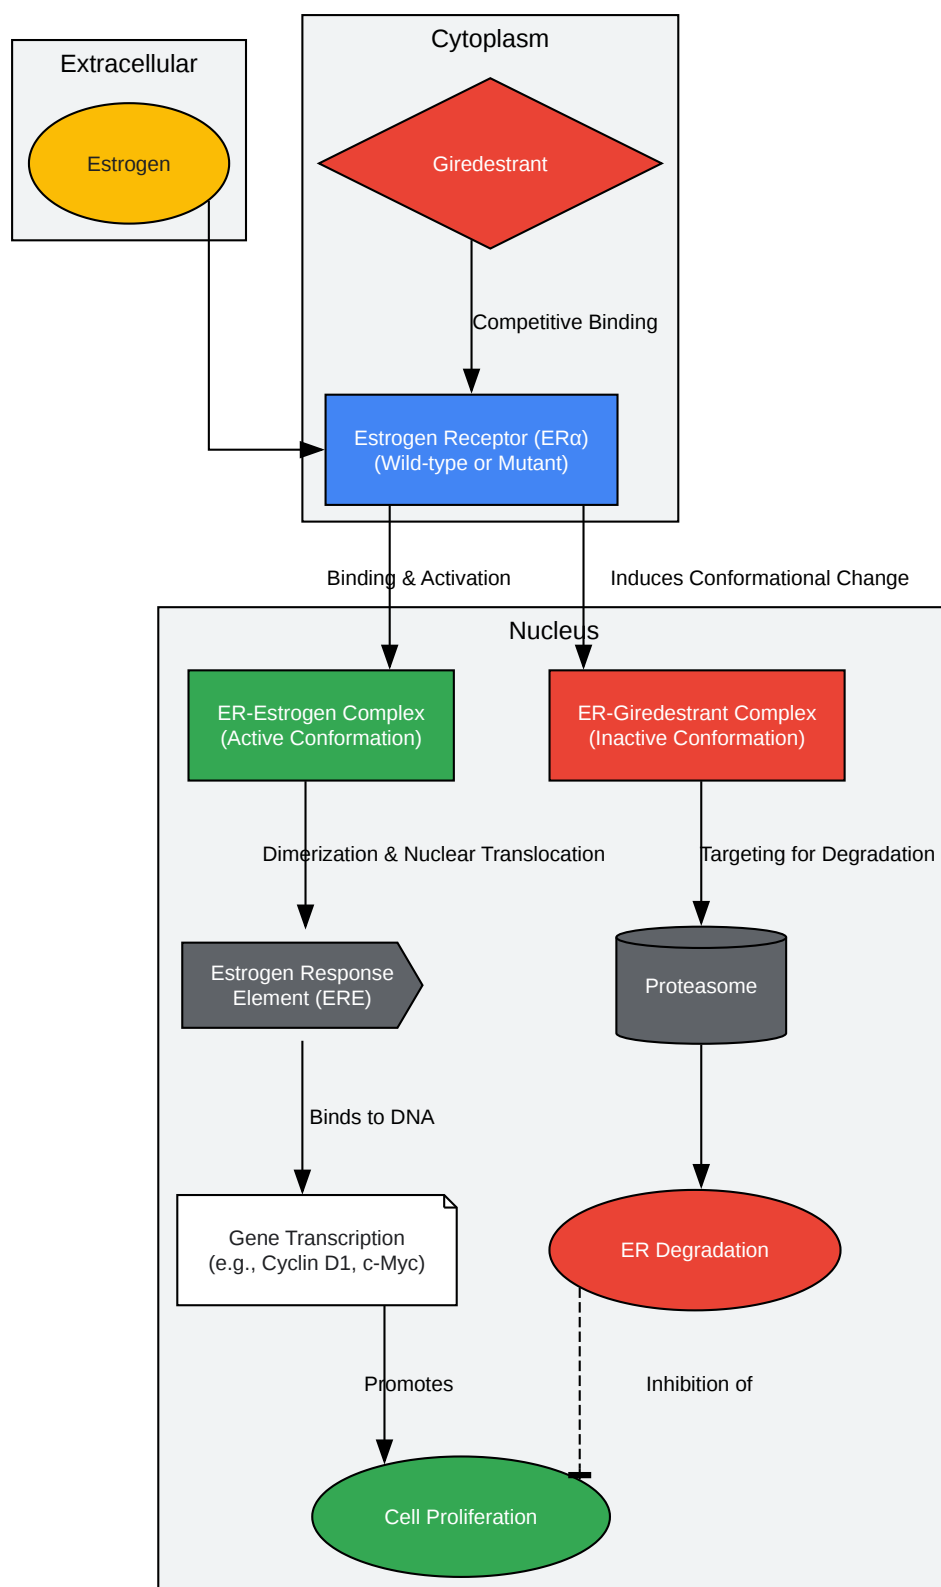 Cytoplasm
Extracellular
Estrogen
Giredestrant
Competitive Binding
Estrogen Receptor (ERα)
(Wild-type or Mutant)
Binding & Activation
Induces Conformational Change
Nucleus
ER-Estrogen Complex
(Active Conformation)
ER-Giredestrant Complex
(Inactive Conformation)
Dimerization & Nuclear Translocation
Targeting for Degradation
Estrogen Response
Element (ERE)
Proteasome
Binds to DNA
Gene Transcription
(e.g., Cyclin D1, c-Myc)
ER Degradation
Promotes
Inhibition of
Cell Proliferation